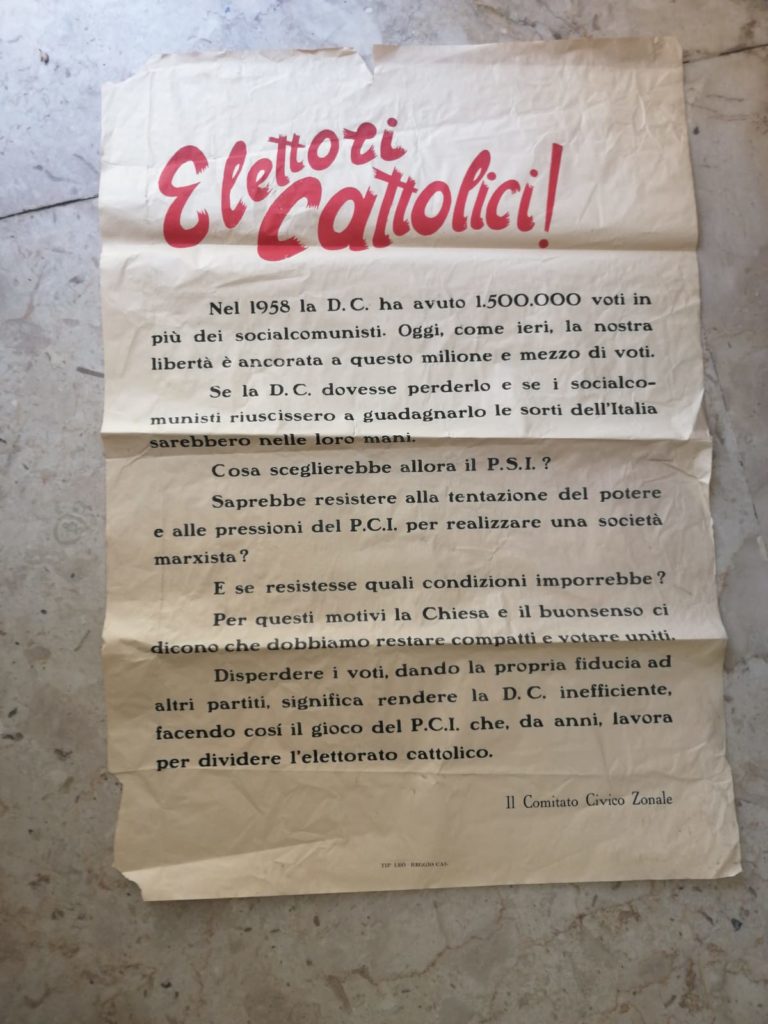 Elettori
Cattolici!
Nel 1958 la D.C. ha avuto 1.500.000 voti in
più dei socialcomunisti. Oggi, come ieri, la nostra
libertà è ancorata a questo milione e mezzo di voti.
Se la D.C. dovesse perderlo e se i socialco-
munisti riuscissero a guadagnarlo le sorti dell'Italia
sarebbero nelle loro mani.
Cosa sceglierebbe allora il P.S.I.?
Saprebbe resistere alla tentazione del potere
e alle pressioni del P.C.I. per realizzare una società
marxista?
E se resistesse quali condizioni imporrebbe?
Per questi motivi la Chiesa e il buonsenso ci
dicono che dobbiamo restare compatti e votare uniti.
Disperdere i voti, dando la propria fiducia ad
altri partiti, significa rendere la D.C. inefficiente,
facendo cosí il gioco del P.C.I. che, da anni, lavora
per dividere l'elettorato cattolico.
Il Comitato Civico Zonale
TIP. LEO - REGGIO CAL.